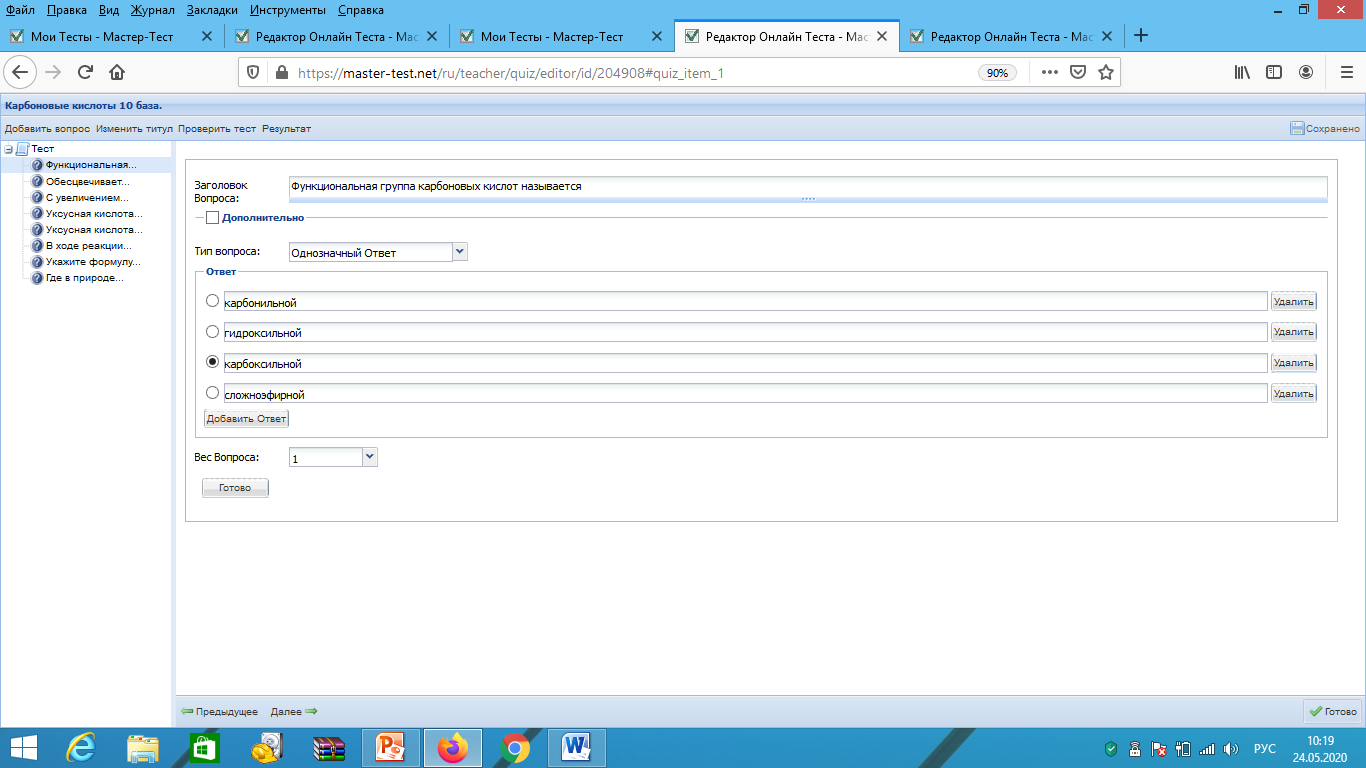 Файл Правка Вид Журнал Закладки Инструменты Справка
Мои Тесты - Мастер-Тест
Редактор Онлайн Теста - Мас
Мои Тесты - Мастер-Тест
Редактор Онлайн Теста - Мас
Редактор Онлайн Теста - Мас
https://master-test.net/ru/teacher/quiz/editor/id/204908#quiz_item_1
90%
Карбоновые кислоты 10 база.
Добавить вопрос Изменить титул Проверить тест Результат
Сохранено
Тест
Функциональная...
Обесцвечивает...
С увеличением...
Уксусная кислота...
Уксусная кислота...
В ходе реакции...
Укажите формулу...
Где в природе...
Заголовок
Вопроса:
Функциональная группа карбоновых кислот называется
Дополнительно
Тип вопроса:
Однозначный Ответ
Ответ
карбонильной
Удалить
гидроксильной
Удалить
карбоксильной
Удалить
сложноэфирной
Удалить
Добавить Ответ
Вес Вопроса:
1
Готово
Предыдущее Далее
Готово
РУС
10:19
24.05.2020